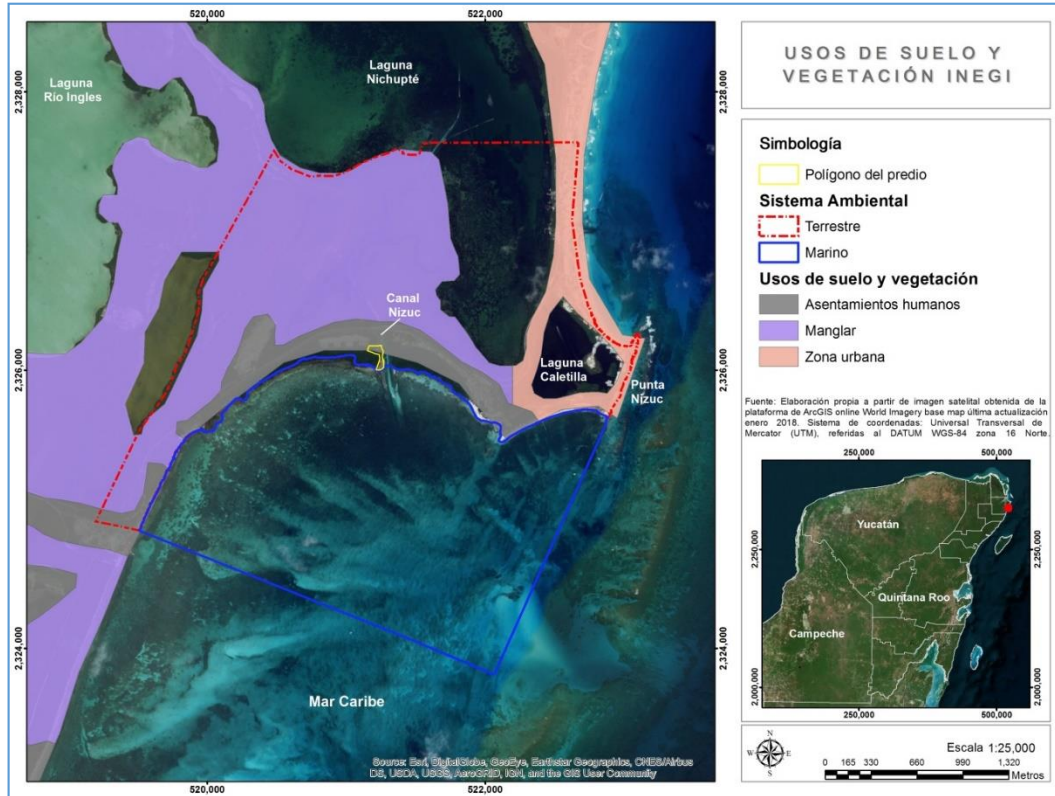 520,000
522,000
2,328,000
2,328,000
Laguna
Río Ingles
Laguna
Nichupté
Canal
Nizuc
2,326,000
2,326,000
Laguna
Caletilla
Punta
Nizuc
2,324,000
2,324,000
Mar Caribe
Source: Esri, DigitalGlobe, GeoEye, Earthstar Geographics, CNES/Airbus
DS, USDA, USGS, AeroGRID, IGN, and the GIS User Community
520,000
522,000
USOS DE SUELO Y
VEGETACIÓN INEGI
Simbología
Polígono del predio
Sistema Ambiental
Terrestre
Marino
Usos de suelo y vegetación
Asentamientos humanos
Manglar
Zona urbana
Fuente: Elaboración propia a partir de imagen satelital obtenida de la
plataforma de ArcGIS online World Imagery base map última actualización
enero 2018. Sistema de coordenadas: Universal Transversal de
Mercator (UTM), referidas al DATUM WGS-84 zona 16 Norte.
250,000
500,000
Yucatán
Quintana Roo
Campeche
2,250,000
2,250,000
2,000,000
2,000,000
250,000
500,000
N
W
E
S
Escala 1:25,000
0 165 330 660 990 1,320
Metros